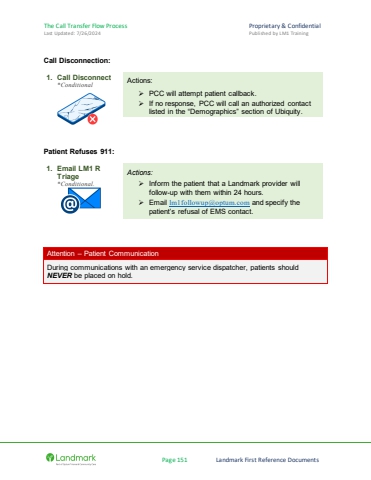 The Call Transfer Flow Process
Proprietary & Confidential
Last Updated: 7/26/2024
Published by LM1 Training
Call Disconnection:
1. Call Disconnect
*Conditional
Actions:
➢ PCC will attempt patient callback.
➢ If no response, PCC will call an authorized contact
listed in the “Demographics” section of Ubiquity.
Patient Refuses 911:
1. Email LM1 R
Triage
*Conditional
Actions:
➢ Inform the patient that a Landmark provider will
follow-up with them within 24 hours.
➢ Email lm1followup@optum.com and specify the
patient’s refusal of EMS contact.
Attention – Patient Communication
During communications with an emergency service dispatcher, patients should
NEVER be placed on hold.
Landmark
Page 151
Landmark First Reference Documents